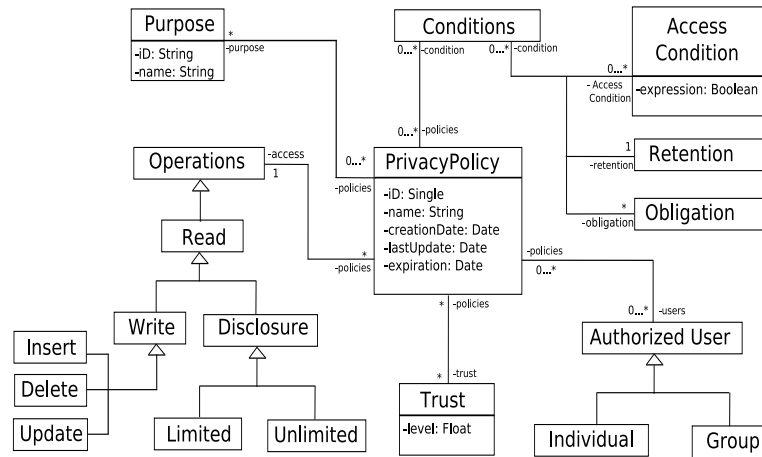 Purpose
-iD: String
-name: String
*
-purpose
Conditions
0...*
-condition
0...*
-condition
Access
Condition
-expression: Boolean
0...*
- Access
Condition
1
-retention
Retention
*
-obligation
Obligation
0...*
-policies
0...*
-policies
PrivacyPolicy
-iD: Single
-name: String
-creationDate: Date
-lastUpdate: Date
-expiration: Date
Operations
-access
1
*
-policies
Read
Write
Disclosure
Insert
Delete
Update
Limited
Unlimited
-policies
0...*
0...*
-users
Authorized User
Individual
Group
*
-policies
*
-trust
Trust
-level: Float